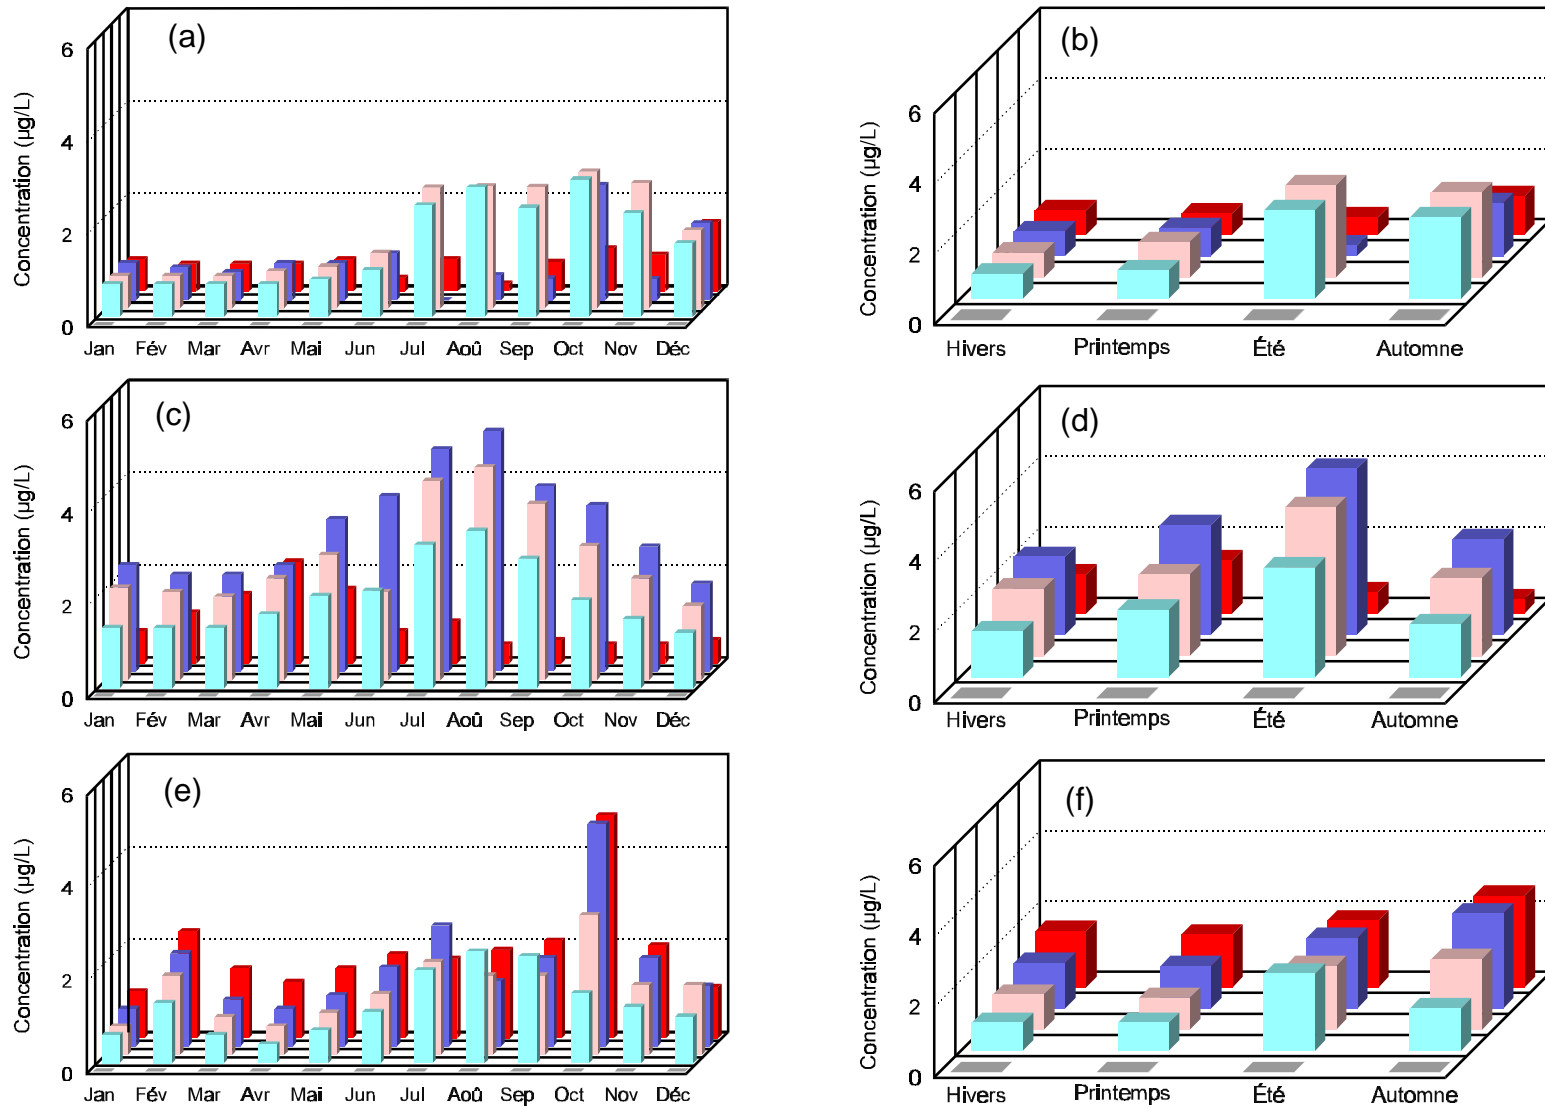 (a)
Concentration (µg/L)
6
4
2
0
Jan Fév Mar Avr Mai Jun Jul Aoû Sep Oct Nov Déc
(b)
Concentration (µg/L)
6
4
2
0
Hivers Printemps Été Automne
(c)
Concentration (µg/L)
6
4
2
0
Jan Fév Mar Avr Mai Jun Jul Aoû Sep Oct Nov Déc
(d)
Concentration (µg/L)
6
4
2
0
Hivers Printemps Été Automne
(e)
Concentration (µg/L)
6
4
2
0
Jan Fév Mar Avr Mai Jun Jul Aoû Sep Oct Nov Déc
(f)
Concentration (µg/L)
6
4
2
0
Hivers Printemps Été Automne